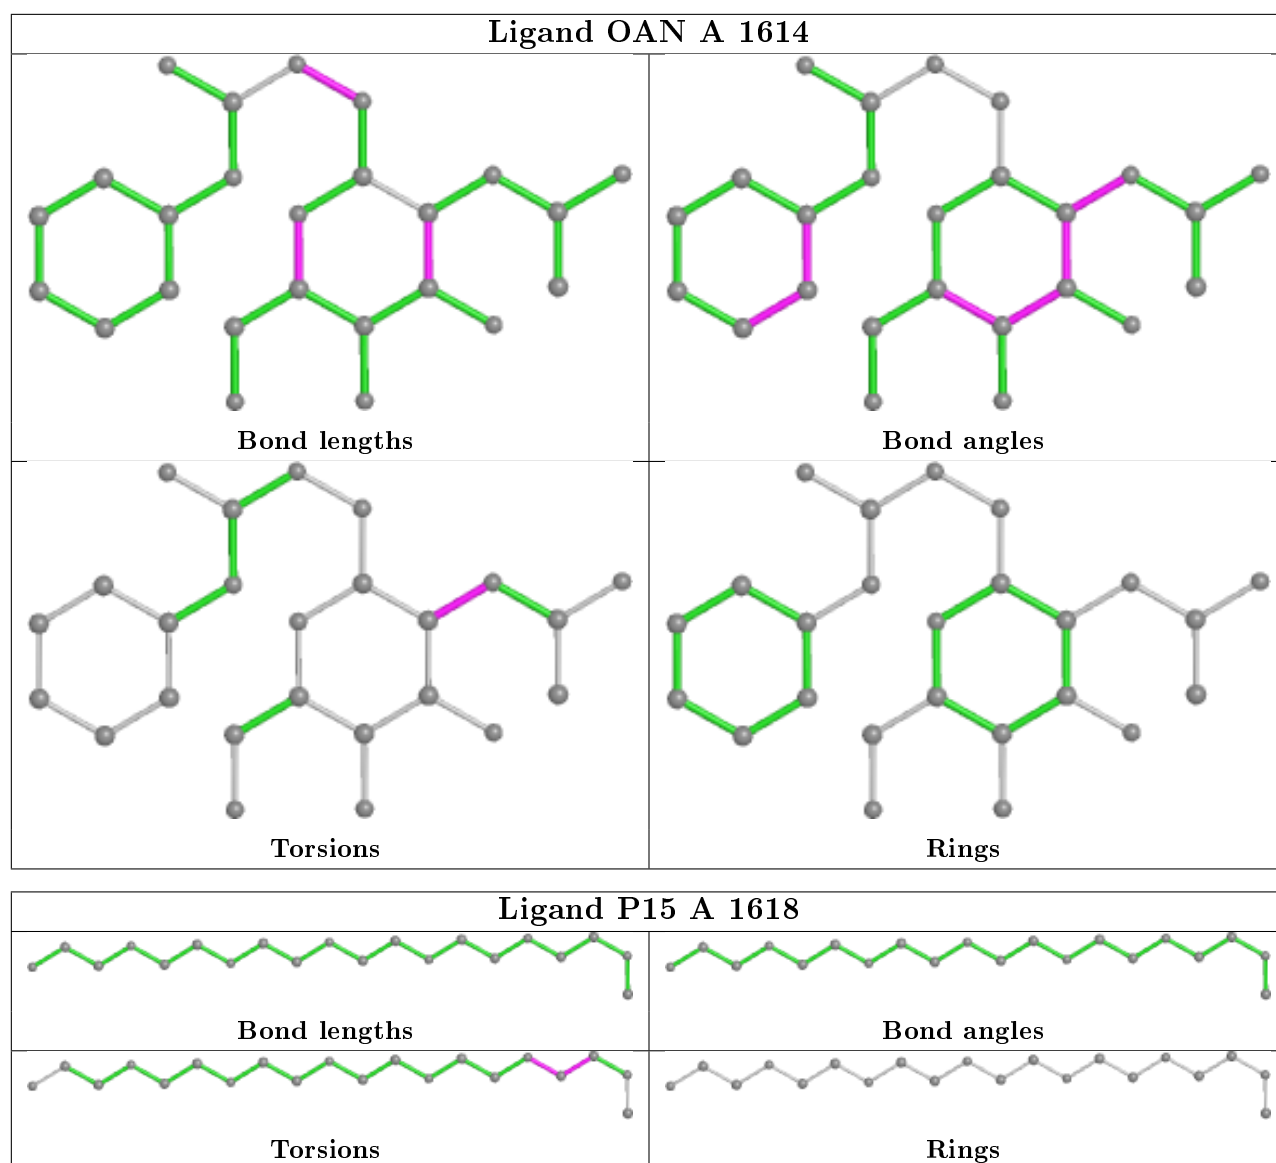 Ligand OAN A 1614
Bond lengths
Bond angles
Torsions
Rings
Ligand P15 A 1618
Bond lengths
Bond angles
Torsions
Rings